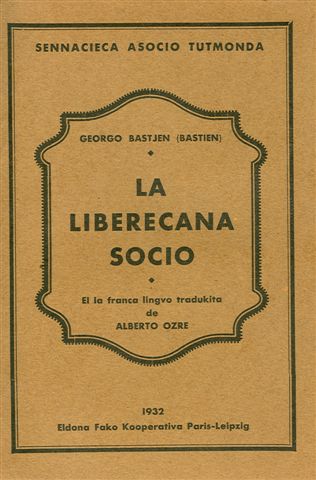 SENNACIECA ASOCIO TUTMONDA
GEORGO BASTJEN (BASTIEN)
LA
LIBERECANA
SOCIO
El la franca lingvo tradukita
de
ALBERTO OZRE
1932
Eldona Fako Kooperativa Paris-Leipzig